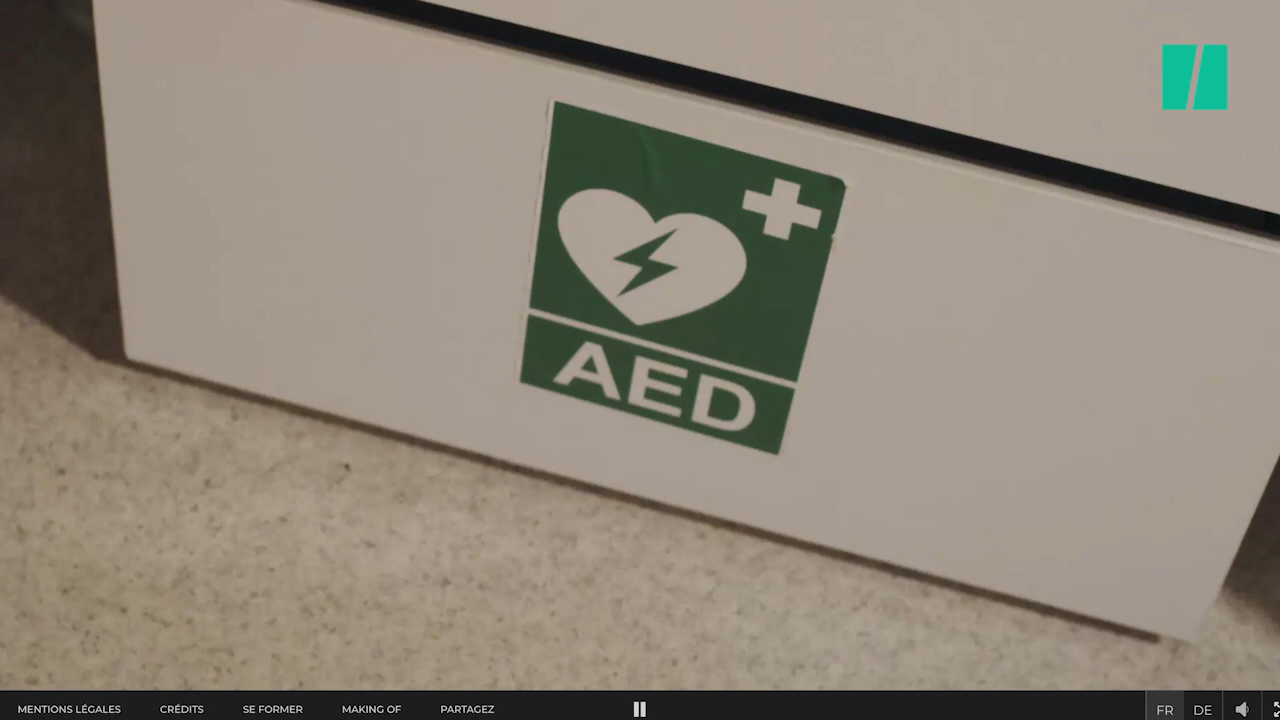 AED
MENTIONS LÉGALES
CRÉDITS
SE FORMER
MAKING OF
PARTAGEZ
FR
DE